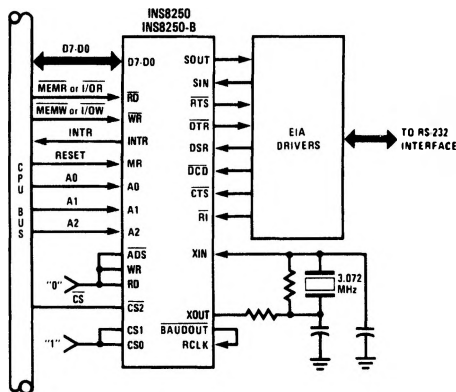 INS8250
INS8250-B
D7-D0
D7-D0
SOUT
SIN
MEMR or I/OR
RD
RTS
MEMW or I/OW
WR
DTR
EIA
DRIVERS
TO RS-232
INTERFACE
INTR
INTR
DSR
RESET
MR
DCD
CPU BUS
A0
A0
CTS
A1
A1
RI
A2
A2
ADS
XIN
WR
"0"
RD
3.072
MHz
CS
CS2
XOUT
CS1
BAUDOUT
"1"
CS0
RCLK